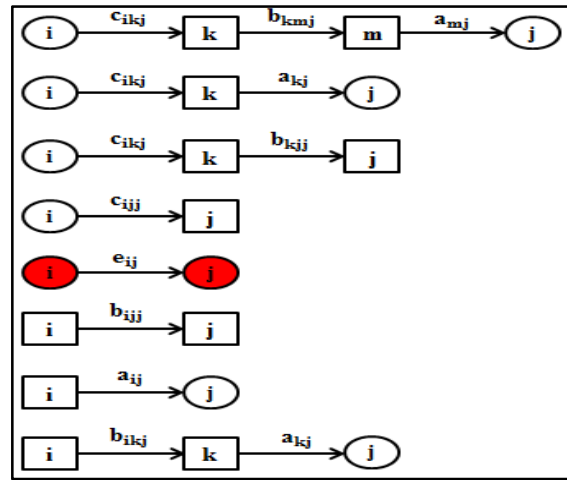 i c_ikj k b_kmj m a_mj j
i c_ikj k a_kj j
i c_ikj k b_kjj j
i c_ijj j
i e_ij j
i b_ijj j
i a_ij j
i b_ikj k a_kj j